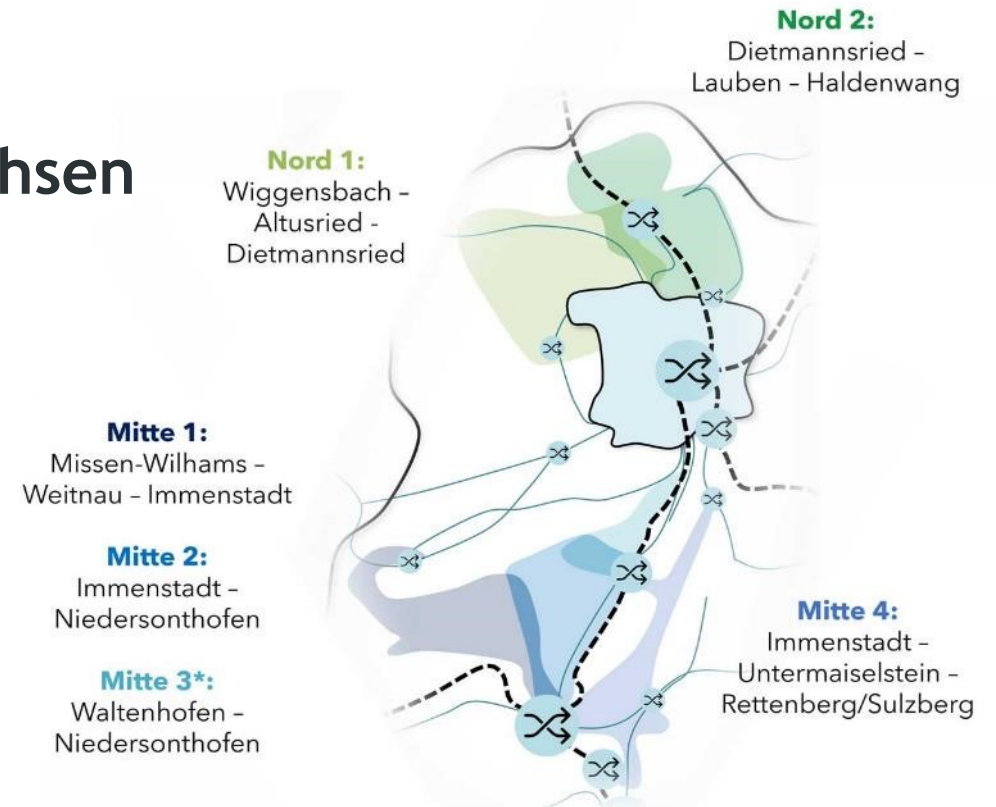 Nord 2:
Dietmannsried –
Lauben – Haldenwang
hsen
Nord 1:
Wiggensbach –
Altusried -
Dietmannsried
Mitte 1:
Missen-Wilhams –
Weitnau – Immenstadt
Mitte 2:
Immenstadt –
Niedersonthofen
Mitte 3*:
Waltenhofen –
Niedersonthofen
Mitte 4:
Immenstadt –
Untermaiselstein –
Rettenberg/Sulzberg